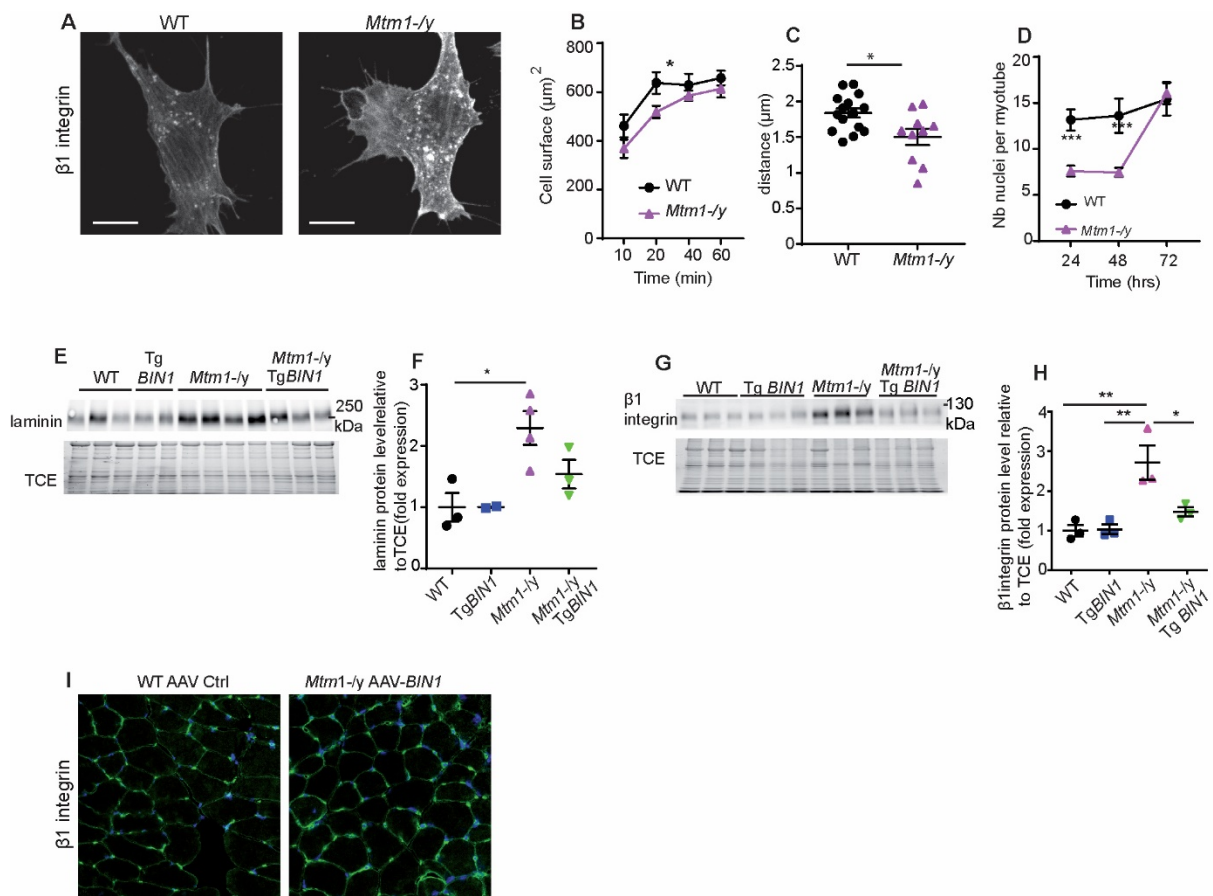 A
WT
Mtm1-/y
β1 integrin
B
Cell surface (µm)²
800
600
400
200
0
*
WT
Mtm1-/y
10 20 40 60
Time (min)
C
distance (µm)
2.5
2
1.5
1
0.5
0
*
WT
Mtm1-/y
D
Nb nuclei per myotube
20
15
10
5
0
***
***
WT
Mtm1-/y
24 48 72
Time (hrs)
E
WT
Tg
BIN1
Mtm1-/y
Mtm1-/y
TgBIN1
laminin
250
kDa
TCE
F
laminin protein levelrelative
to TCE(fold expression)
3
2
1
0
*
WT
TgBIN1
Mtm1-/y
Mtm1-/y
TgBIN1
G
WT
Tg BIN1
Mtm1-/y
Mtm1-/y
Tg BIN1
β1
integrin
-130
kDa
TCE
H
β1integrin protein level relative
to TCE (fold expression)
4
3
2
1
0
**
**
*
WT
TgBIN1
Mtm1-/y
Mtm1-/y
Tg BIN1
I
WT AAV Ctrl
Mtm1-/y AAV-BIN1
β1 integrin